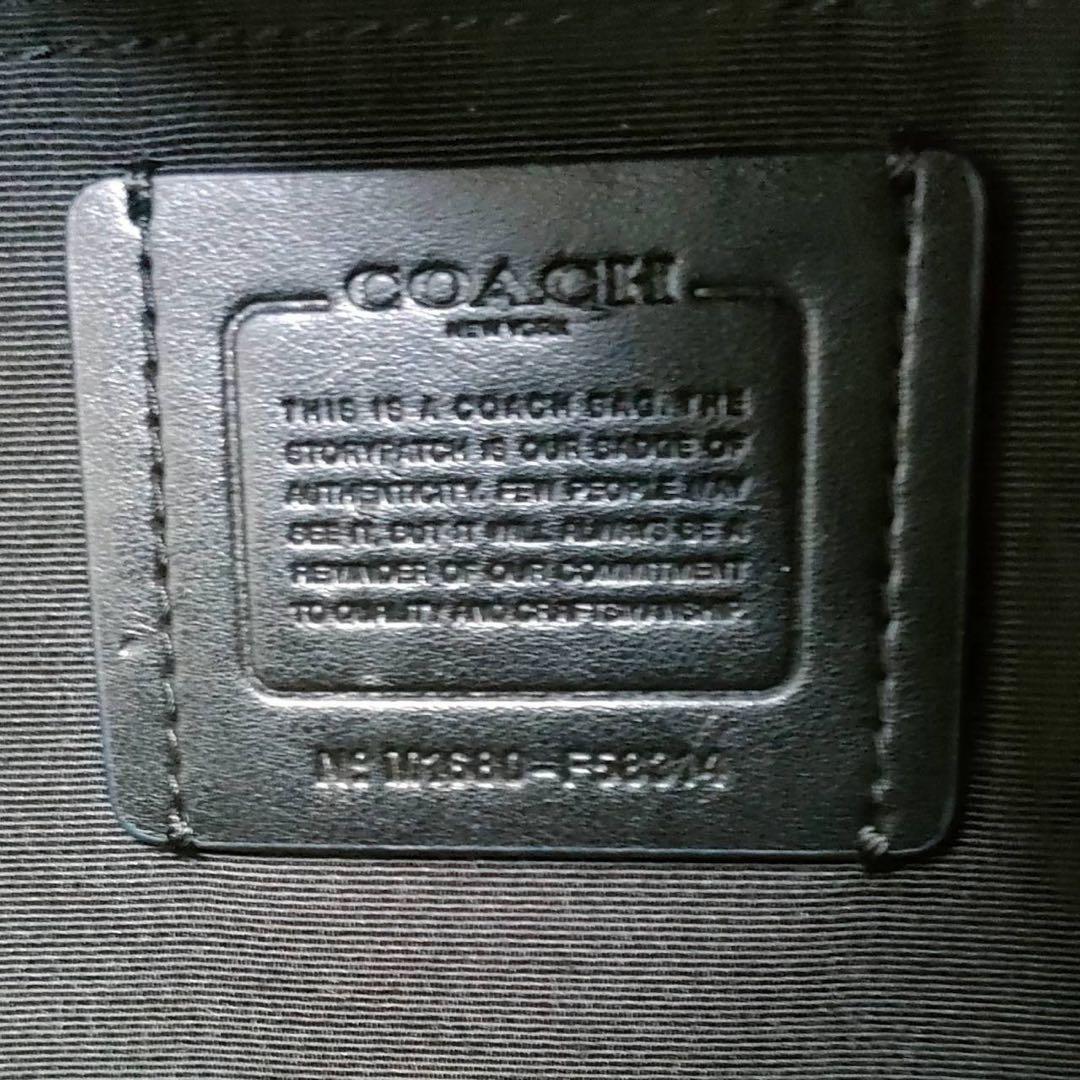 COACH
NEW YORK
THIS IS A COACH BAG. THE
STORYPATCH IS OUR BADGE OF
AUTHENTICITY. FEW PEOPLE MAY
SEE IT, BUT IT WILL ALWAYS BE A
REMINDER OF OUR COMMITMENT
TO QUALITY AND CRAFTSMANSHIP.
Nº